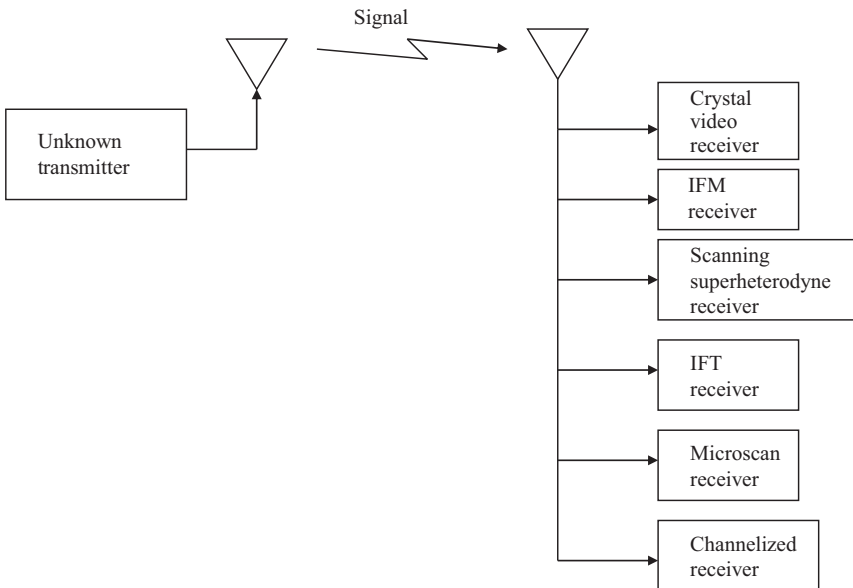 Signal
Unknown
transmitter
Crystal
video
receiver
IFM
receiver
Scanning
superheterodyne
receiver
IFT
receiver
Microscan
receiver
Channelized
receiver